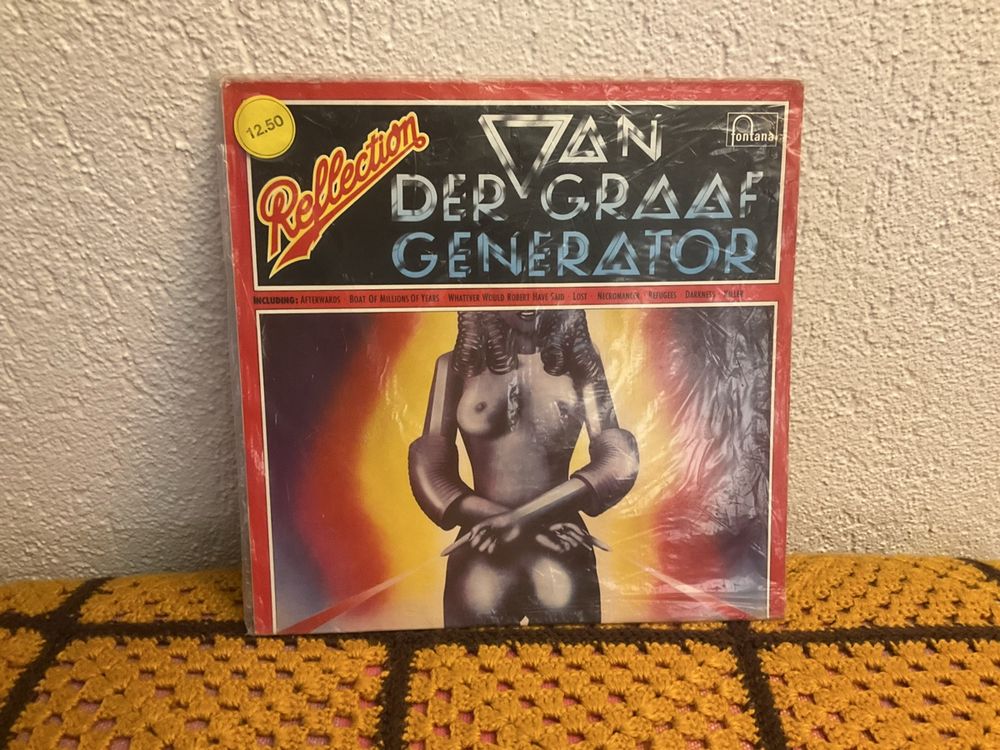 12.50
Reflection
VAN
DER GRAAF
GENERATOR
fontana
INCLUDING: AFTERWARDS · BOAT OF MILLIONS OF YEARS · WHATEVER WOULD ROBERT HAVE SAID · LOST · NECROMANCER · REFUGEES · DARKNESS · KILLER